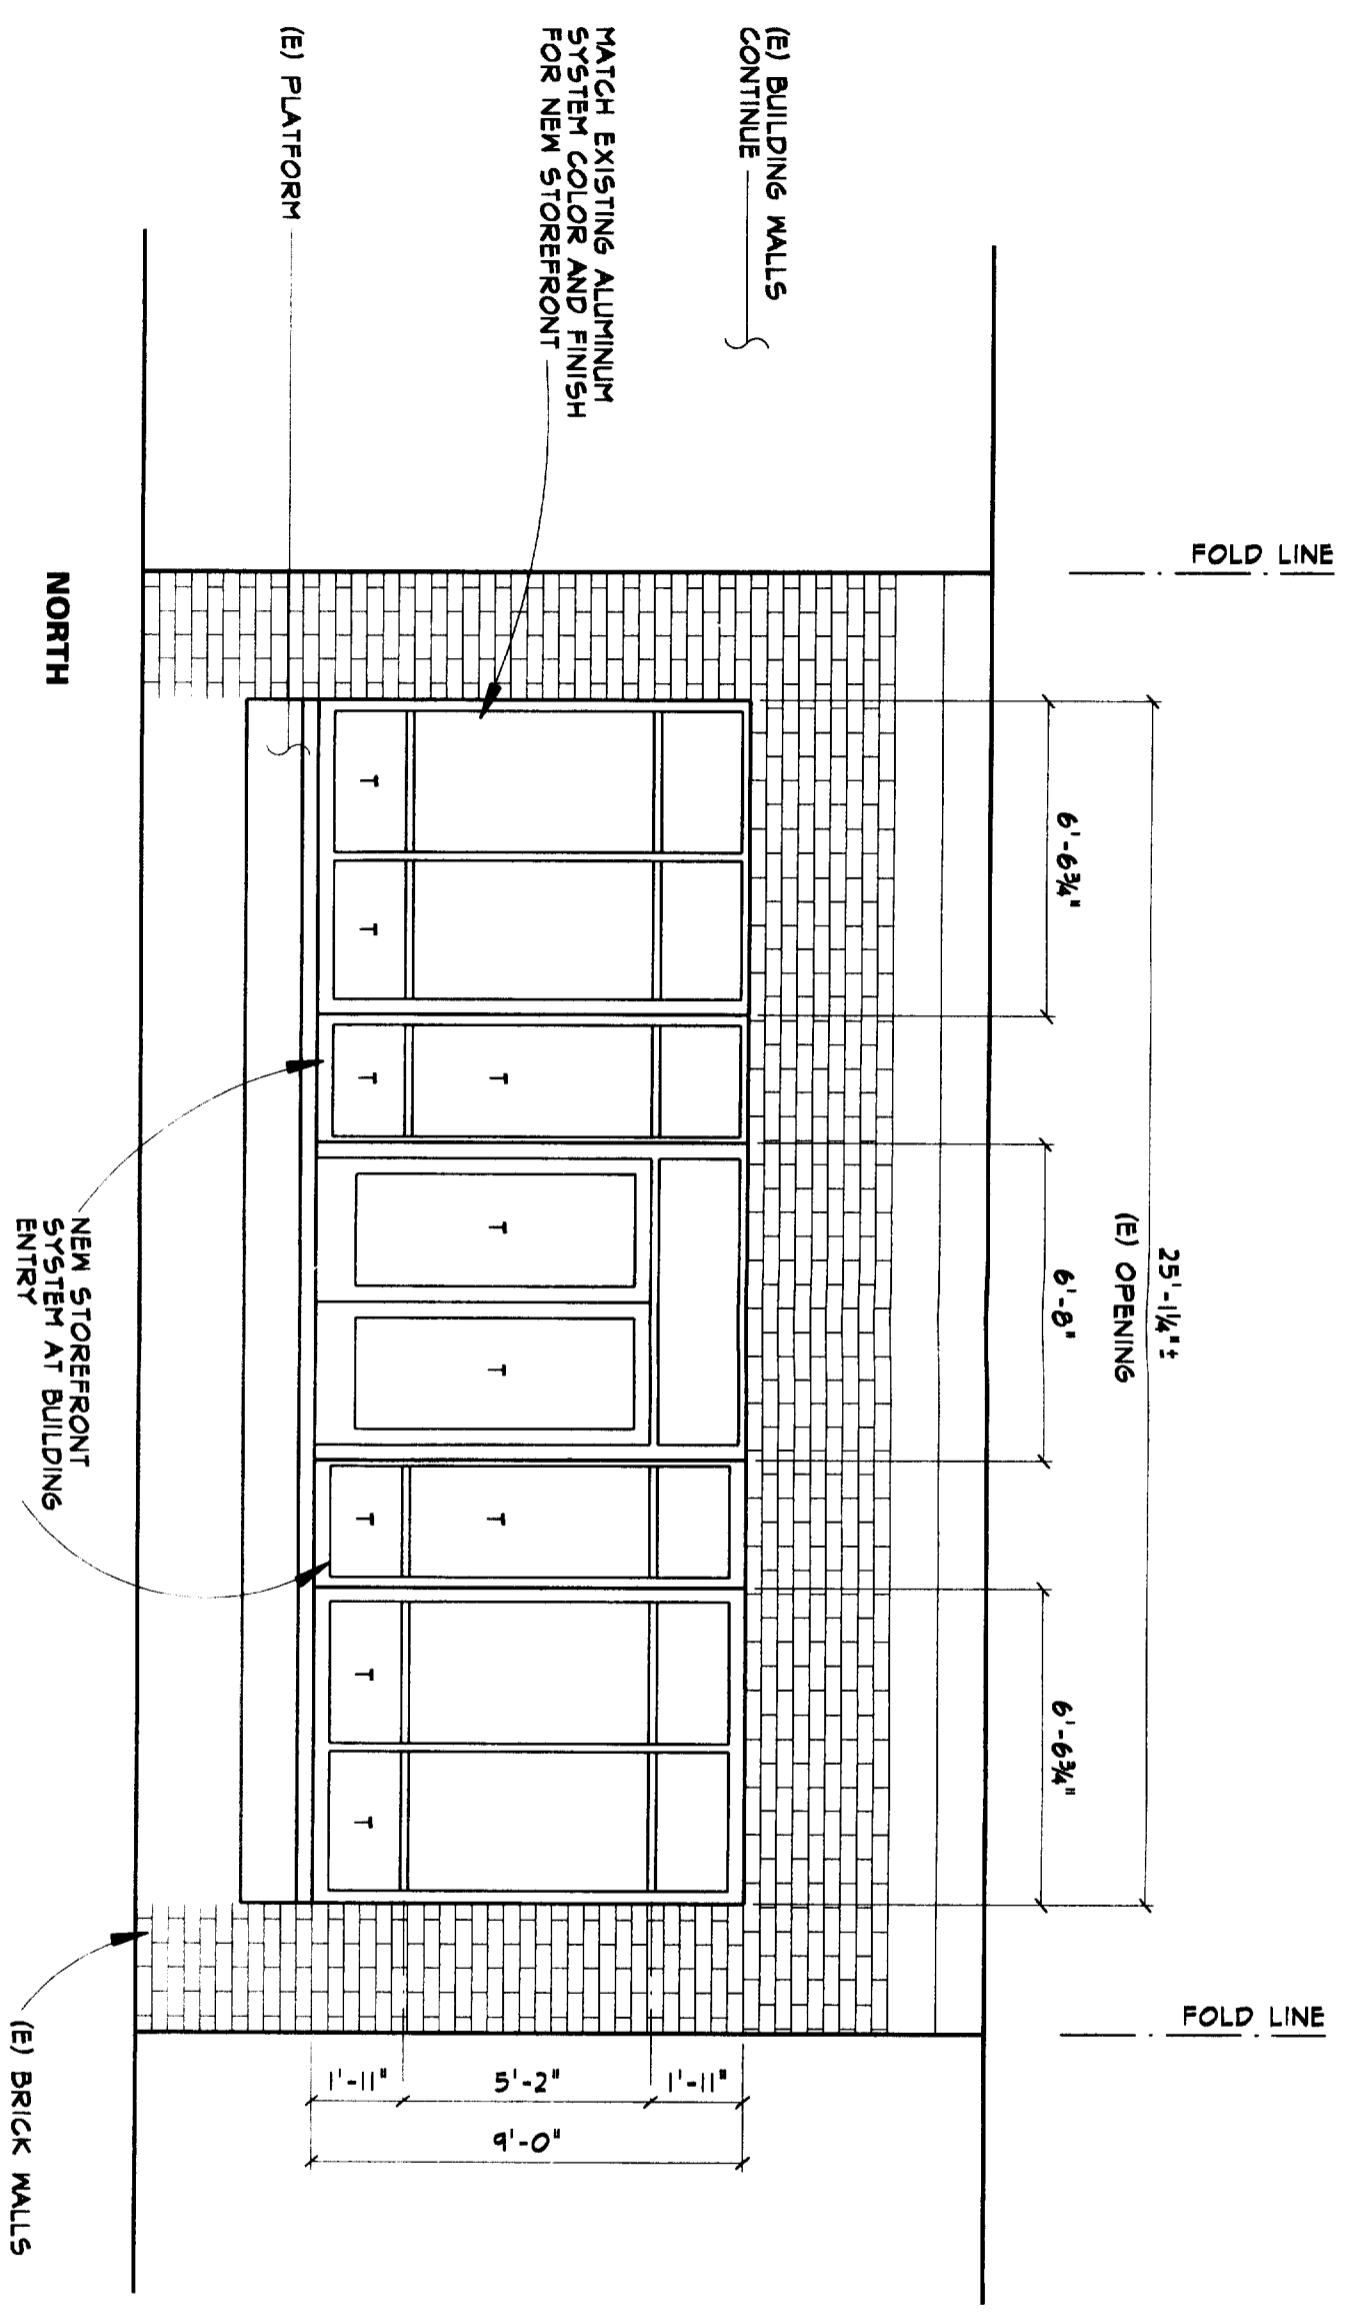 FOLD LINE
FOLD LINE
25'-1¼"±
(E) OPENING
6'-6¾"
6'-8"
6'-6¾"
(E) BUILDING WALLS
CONTINUE
MATCH EXISTING ALUMINUM
SYSTEM COLOR AND FINISH
FOR NEW STOREFRONT
(E) PLATFORM
T
T
T
T
T
T
T
T
T
T
1'-11"
5'-2"
1'-11"
9'-0"
NEW STOREFRONT
SYSTEM AT BUILDING
ENTRY
(E) BRICK WALLS
NORTH